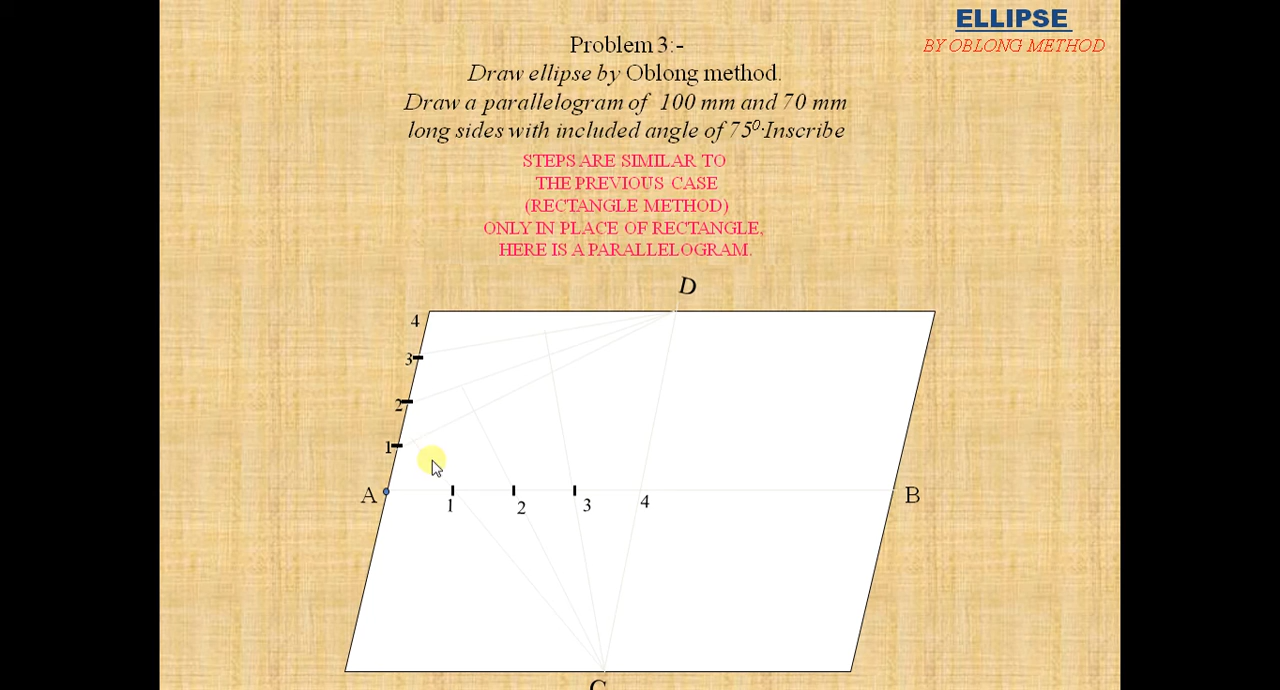 ELLIPSE
BY OBLONG METHOD
Problem 3:-
Draw ellipse by Oblong method.
Draw a parallelogram of 100 mm and 70 mm
long sides with included angle of 75⁰.Inscribe
STEPS ARE SIMILAR TO
THE PREVIOUS CASE
(RECTANGLE METHOD)
ONLY IN PLACE OF RECTANGLE,
HERE IS A PARALLELOGRAM.
D
4
3
2
1
A
1
2
3
4
B
C